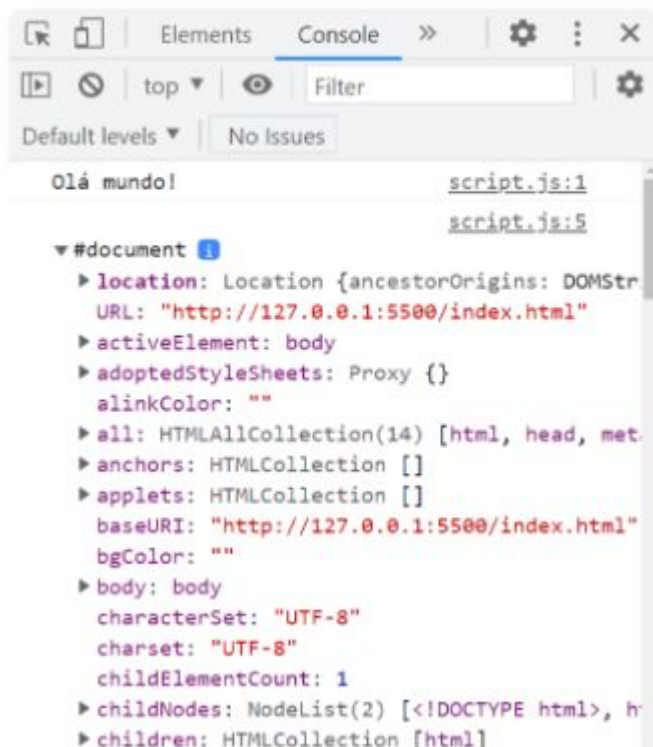 Elements Console »
top ▼ Filter
Default levels ▼ No Issues
Olá mundo! script.js:1
script.js:5
▼#document i
▶location: Location {ancestorOrigins: DOMStr
URL: "http://127.0.0.1:5500/index.html"
▶activeElement: body
▶adoptedStyleSheets: Proxy {}
alinkColor: ""
▶all: HTMLAllCollection(14) [html, head, met
▶anchors: HTMLCollection []
▶applets: HTMLCollection []
baseURI: "http://127.0.0.1:5500/index.html"
bgColor: ""
▶body: body
characterSet: "UTF-8"
charset: "UTF-8"
childElementCount: 1
▶childNodes: NodeList(2) [<!DOCTYPE html>, h
▶children: HTMLCollection [html]